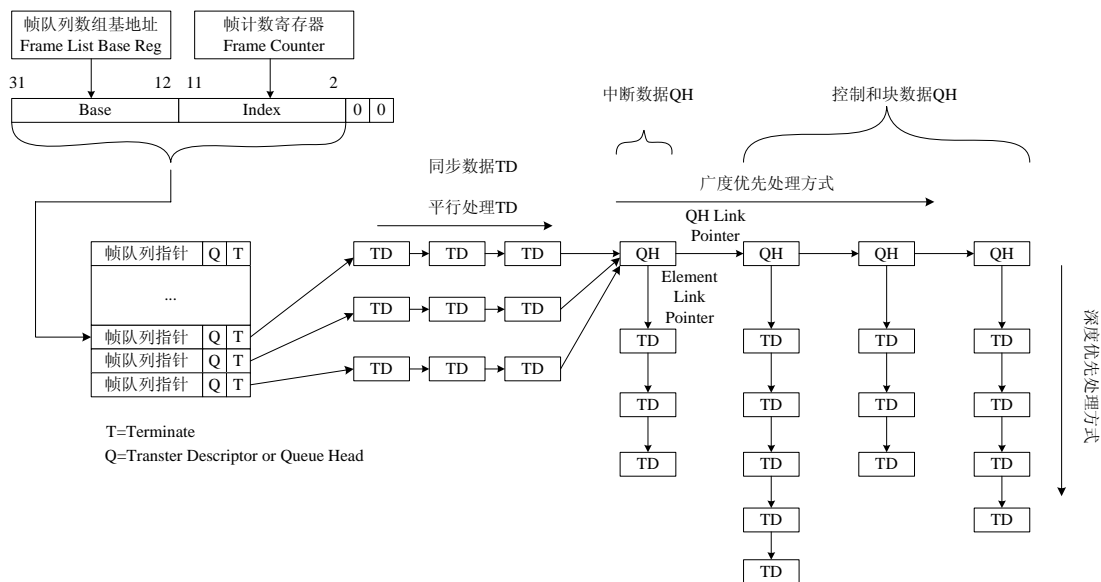 帧队列数组基地址
Frame List Base Reg
帧计数寄存器
Frame Counter
31
12
11
2
Base
Index
0
0
中断数据QH
控制和块数据QH
同步数据TD
平行处理TD
广度优先处理方式
QH Link
Pointer
帧队列指针 Q T
...
帧队列指针 Q T
帧队列指针 Q T
帧队列指针 Q T
TD TD TD
TD TD TD
TD TD TD
QH QH QH QH
Element
Link
Pointer
TD TD TD TD
TD TD TD TD
TD TD TD TD
TD TD
TD
深度优先处理方式
T=Terminate
Q=Transter Descriptor or Queue Head